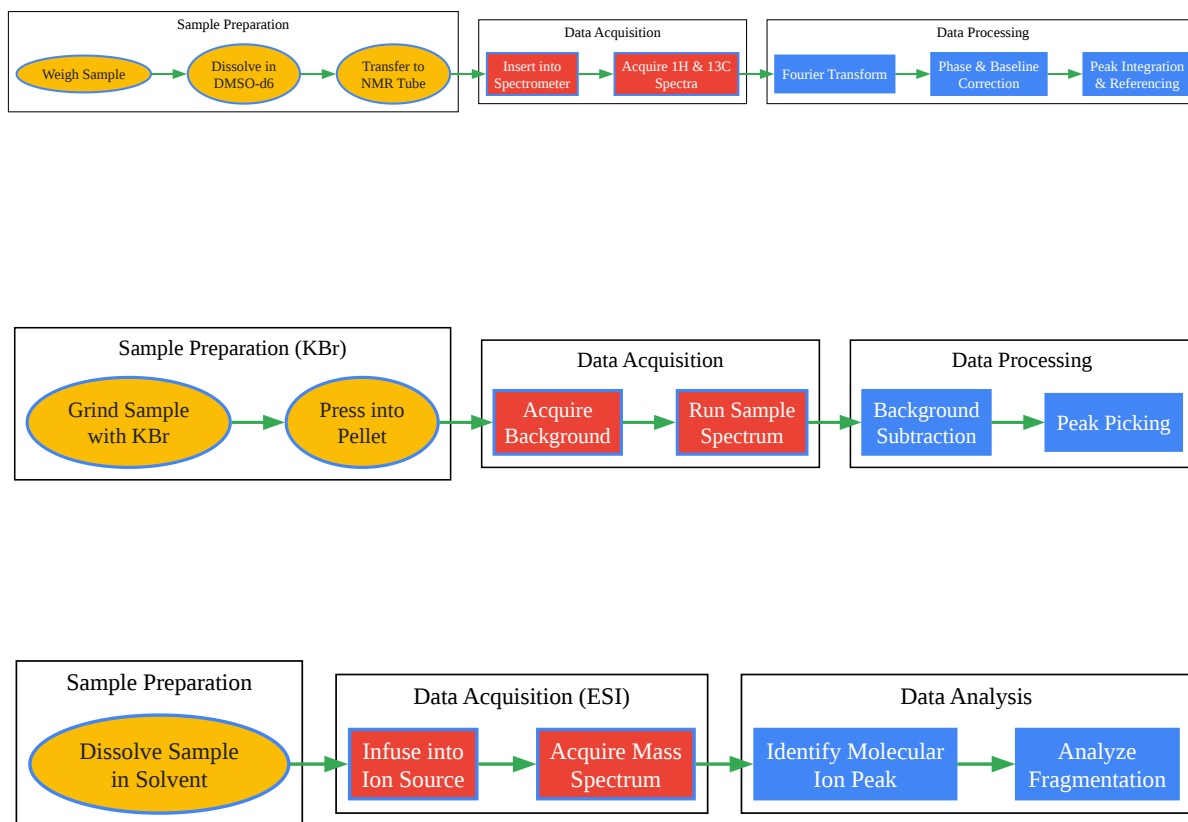 Sample Preparation
Weigh Sample
Dissolve in
DMSO-d6
Transfer to
NMR Tube
Data Acquisition
Insert into
Spectrometer
Acquire 1H & 13C
Spectra
Data Processing
Fourier Transform
Phase & Baseline
Correction
Peak Integration
& Referencing
Sample Preparation (KBr)
Grind Sample
with KBr
Press into
Pellet
Data Acquisition
Acquire
Background
Run Sample
Spectrum
Data Processing
Background
Subtraction
Peak Picking
Sample Preparation
Dissolve Sample
in Solvent
Data Acquisition (ESI)
Infuse into
Ion Source
Acquire Mass
Spectrum
Data Analysis
Identify Molecular
Ion Peak
Analyze
Fragmentation